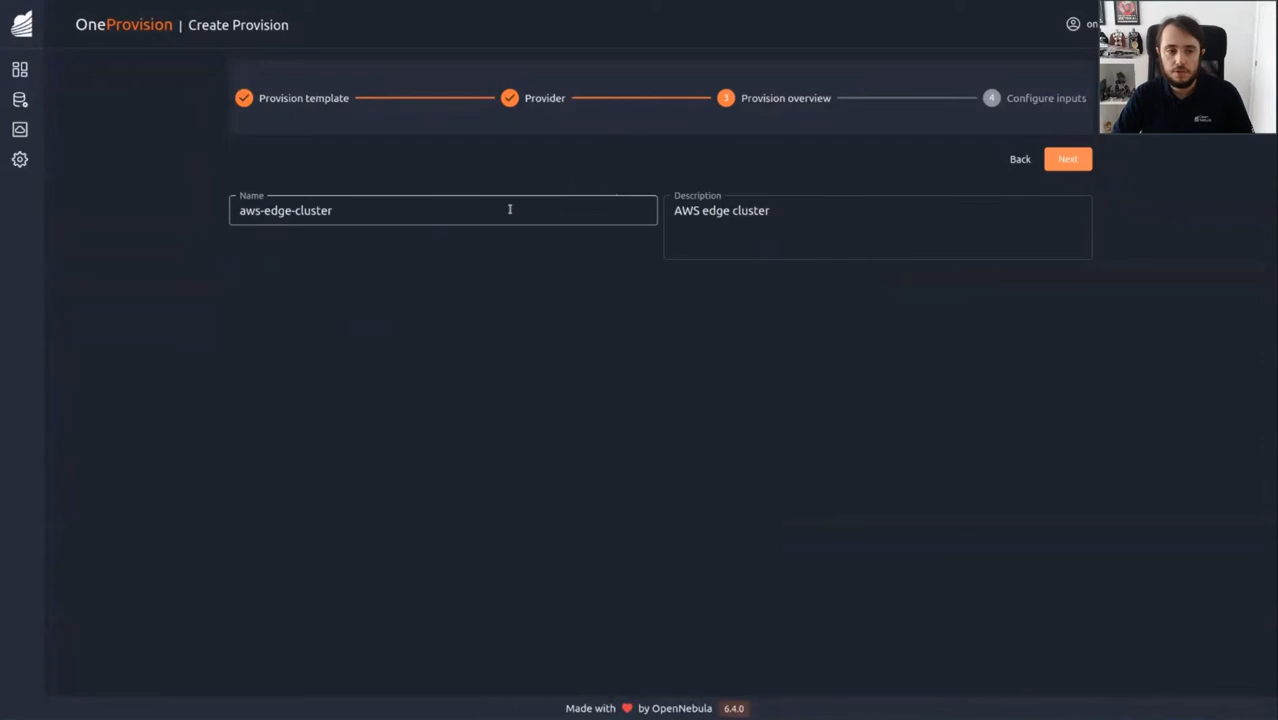 OneProvision | Create Provision
on
Provision template
Provider
3 Provision overview
4 Configure inputs
Back
Next
Name
aws-edge-cluster
Description
AWS edge cluster
Made with ❤ by OpenNebula 6.4.0